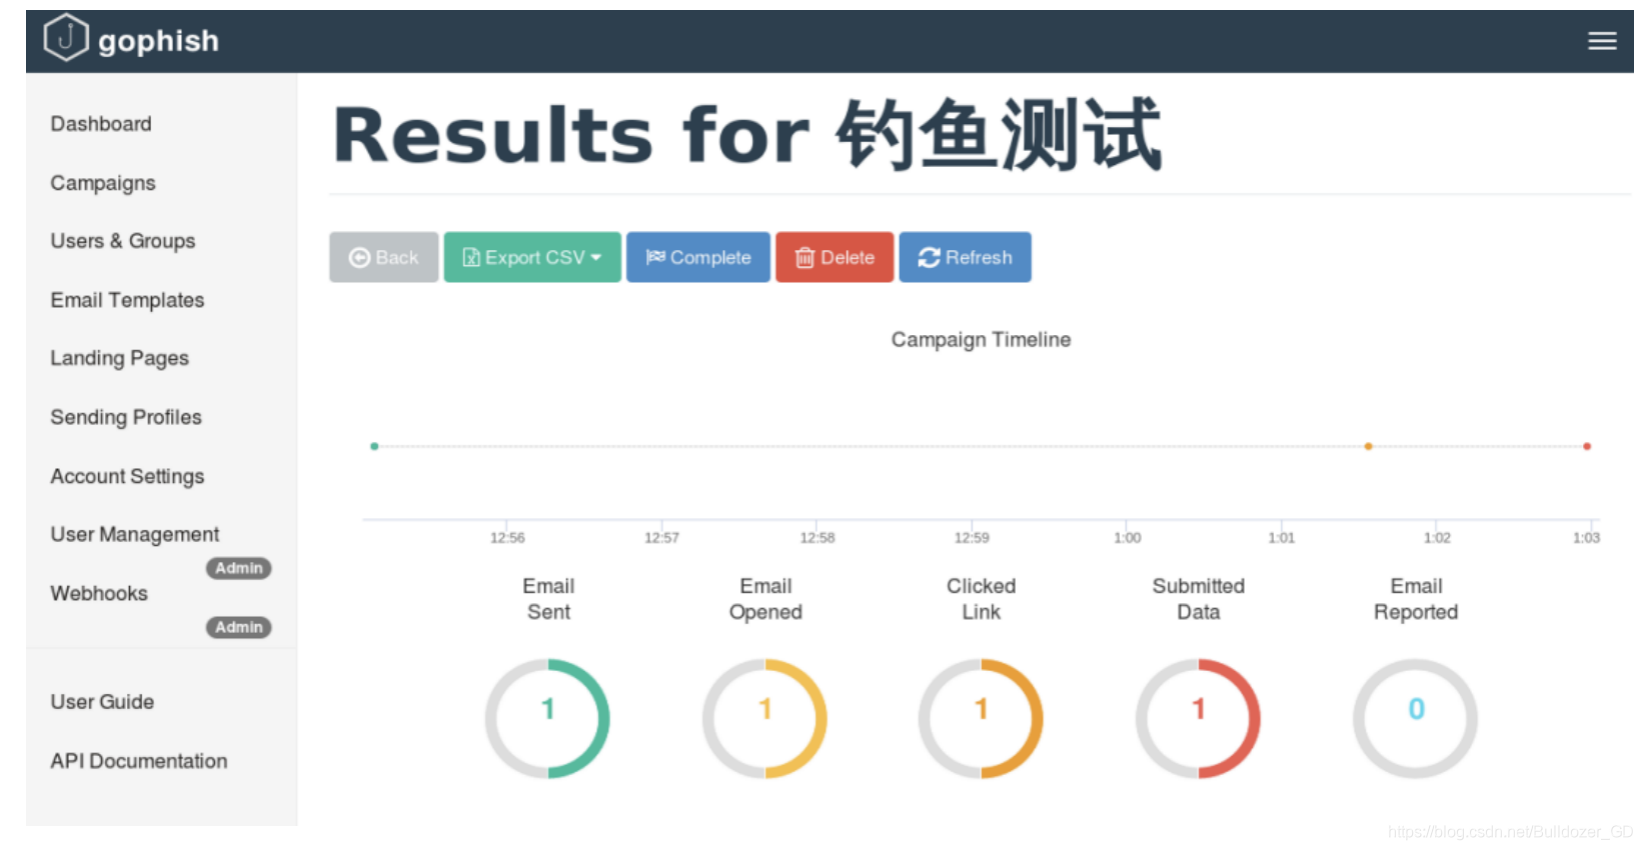 gophish
Dashboard
Campaigns
Users & Groups
Email Templates
Landing Pages
Sending Profiles
Account Settings
User Management
Admin
Webhooks
Admin
User Guide
API Documentation
Results for 钓鱼测试
Back Export CSV Complete Delete Refresh
Campaign Timeline
12:56 12:57 12:58 12:59 1:00 1:01 1:02 1:03
Email Email Clicked Submitted Email
Sent Opened Link Data Reported
1 1 1 1 0
https://blog.csdn.net/Bulldozer_GD